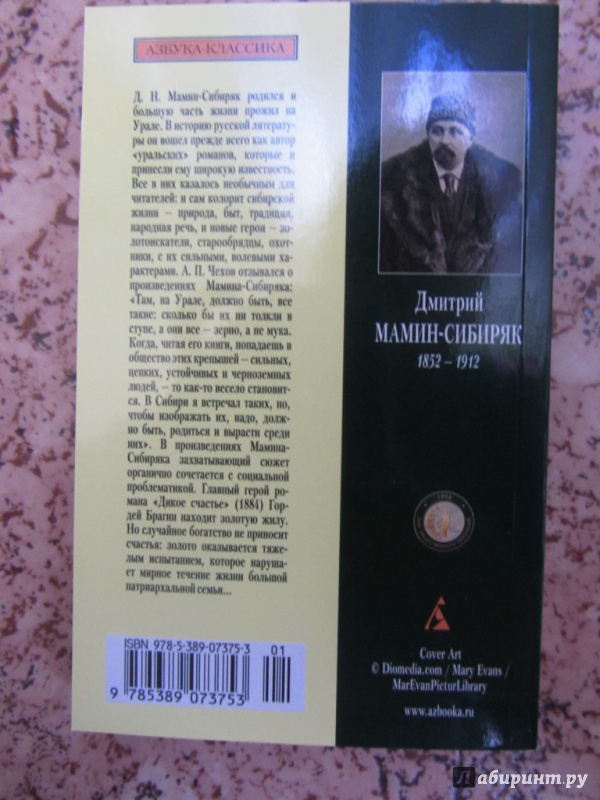 АЗБУКА-КЛАССИКА
Д. Н. Мамин-Сибиряк родился и
большую часть жизни прожил на
Урале. В историю русской литерату-
ры он вошел прежде всего как автор
«уральских» романов, которые и
принесли ему широкую известность.
Все в них казалось необычным для
читателей: и сам колорит сибирской
жизни – природа, быт, традиции,
народная речь, и новые герои – зо-
лотоискатели, старообрядцы, охот-
ники, с их сильными, волевыми ха-
рактерами. А. П. Чехов отзывался о
произведениях Мамина-Сибиряка:
«Там, на Урале, должно быть, все
такие: сколько бы их ни толкли в
ступе, а они все – зерно, а не мука.
Когда, читая его книги, попадаешь в
общество этих крепышей – сильных,
цепких, устойчивых и черноземных
людей, – то как-то весело становит-
ся. В Сибири я встречал таких, но,
чтобы изображать их, надо, долж-
но быть, родиться и вырасти среди
них». В произведениях Мамина-
Сибиряка захватывающий сюжет
органично сочетается с социальной
проблематикой. Главный герой ро-
мана «Дикое счастье» (1884) Гор-
дей Брагин находит золотую жилу.
Но случайное богатство не приносит
счастья: золото оказывается тяже-
лым испытанием, которое наруша-
ет мирное течение жизни большой
патриархальной семьи...
ISBN 978-5-389-07375-3
01
9 785389 073753
Дмитрий
МАМИН-СИБИРЯК
1852 – 1912
Cover Art
© Diomedia.com / Mary Evans /
MarEvanPicturLibrary
www.azbooka.ru
Лабиринт.ру